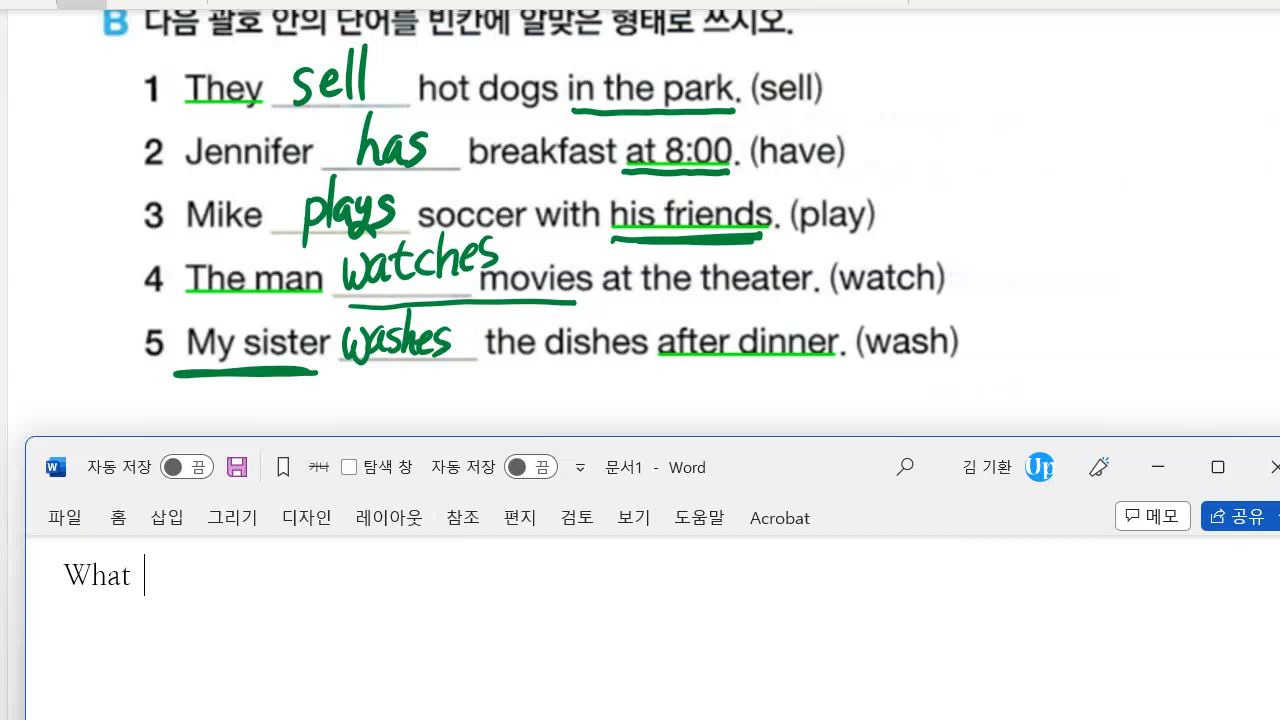 B 다음 괄호 안의 단어를 빈칸에 알맞은 형태로 쓰시오.
1 They sell hot dogs in the park. (sell)
2 Jennifer has breakfast at 8:00. (have)
3 Mike plays soccer with his friends. (play)
4 The man watches movies at the theater. (watch)
5 My sister washes the dishes after dinner. (wash)
W 자동 저장 끔 가나 탐색 창 자동 저장 끔 문서1 - Word 김 기환 Up
파일 홈 삽입 그리기 디자인 레이아웃 참조 편지 검토 보기 도움말 Acrobat 메모 공유
What